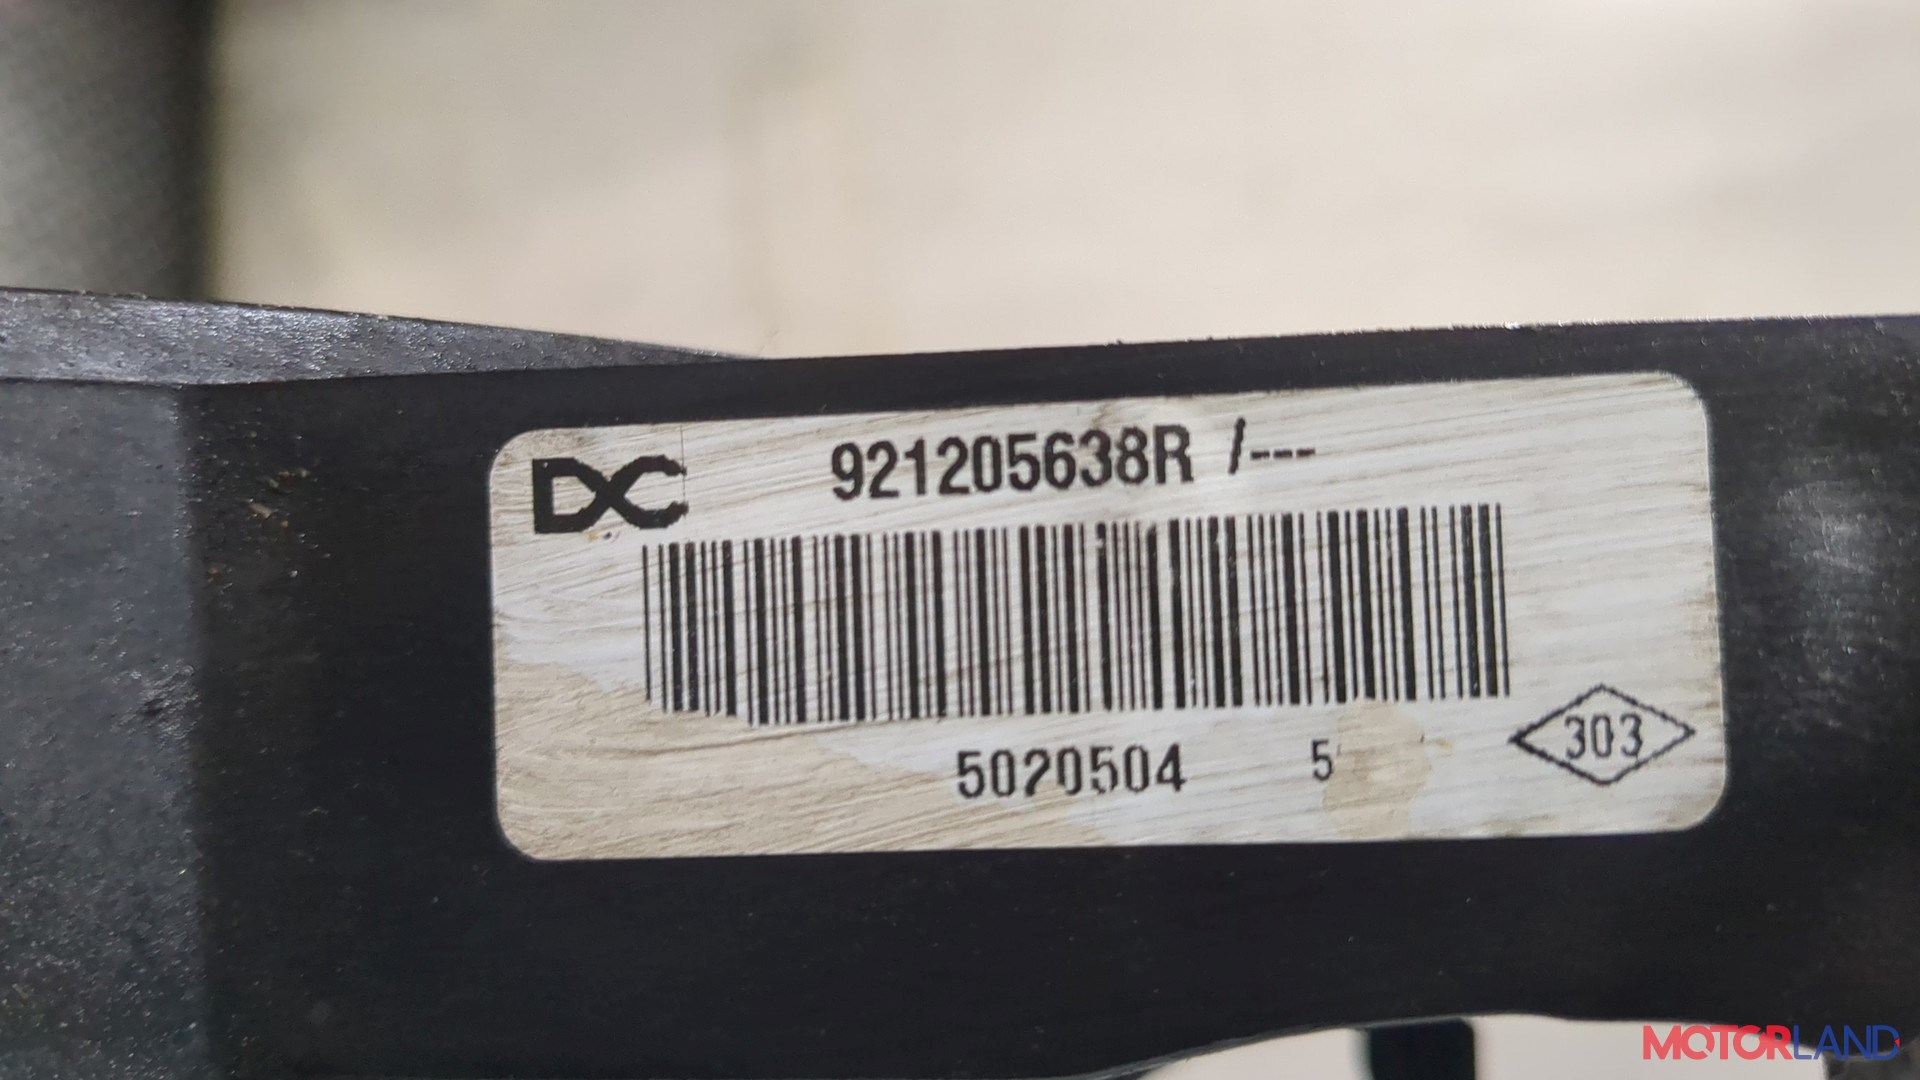 DC 921205638R /---
5020504 5
303
MOTORLAND